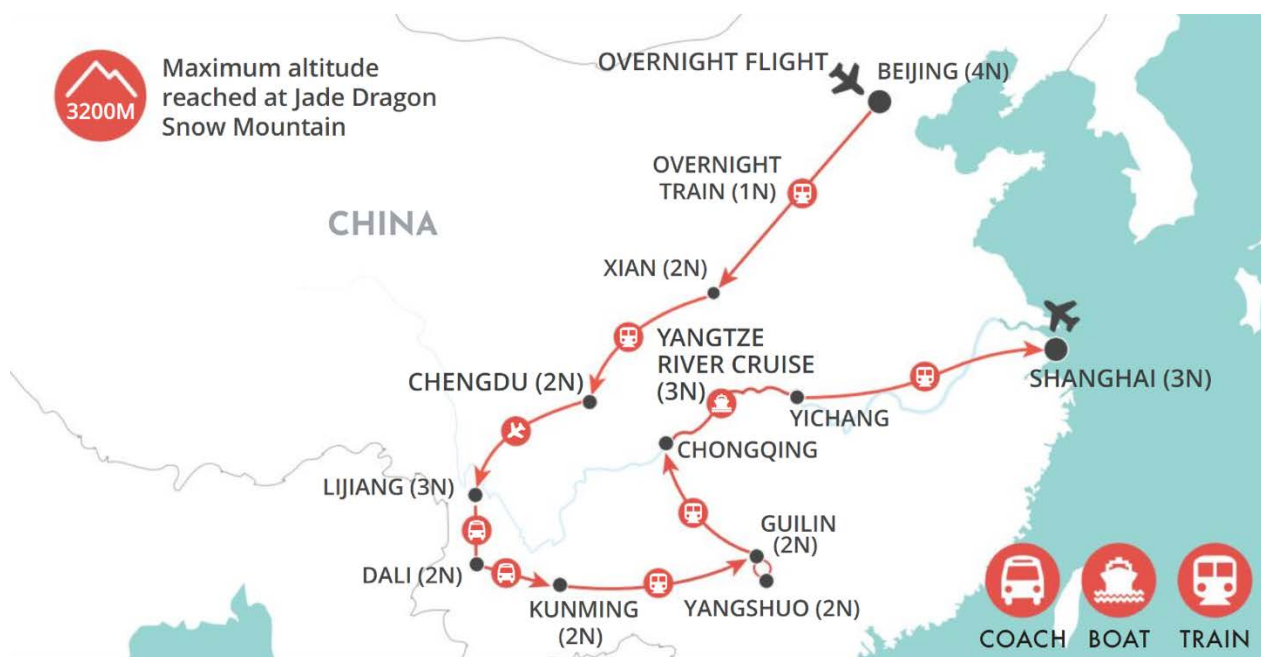 3200M
Maximum altitude
reached at Jade Dragon
Snow Mountain
OVERNIGHT FLIGHT
BEIJING (4N)
OVERNIGHT
TRAIN (1N)
CHINA
XIAN (2N)
YANGTZE
RIVER CRUISE
(3N)
CHENGDU (2N)
SHANGHAI (3N)
YICHANG
CHONGQING
LIJIANG (3N)
GUILIN
(2N)
DALI (2N)
KUNMING
(2N)
YANGSHUO (2N)
COACH
BOAT
TRAIN